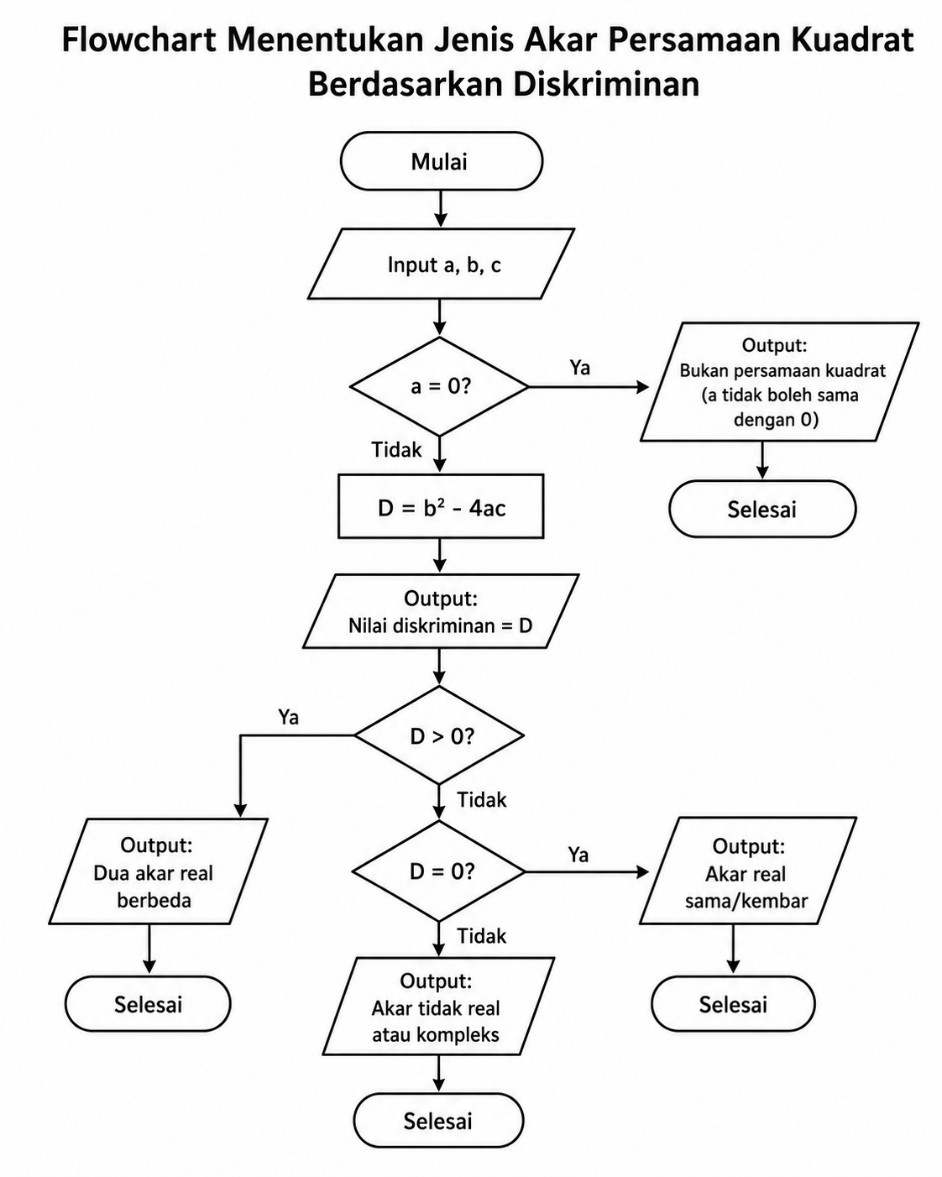 Flowchart Menentukan Jenis Akar Persamaan Kuadrat
Berdasarkan Diskriminan
Mulai
Input a, b, c
a = 0?
Ya
Output:
Bukan persamaan kuadrat
(a tidak boleh sama
dengan 0)
Selesai
Tidak
D = b² - 4ac
Output:
Nilai diskriminan = D
D > 0?
Ya
Output:
Dua akar real
berbeda
Selesai
Tidak
D = 0?
Ya
Output:
Akar real
sama/kembar
Selesai
Tidak
Output:
Akar tidak real
atau kompleks
Selesai